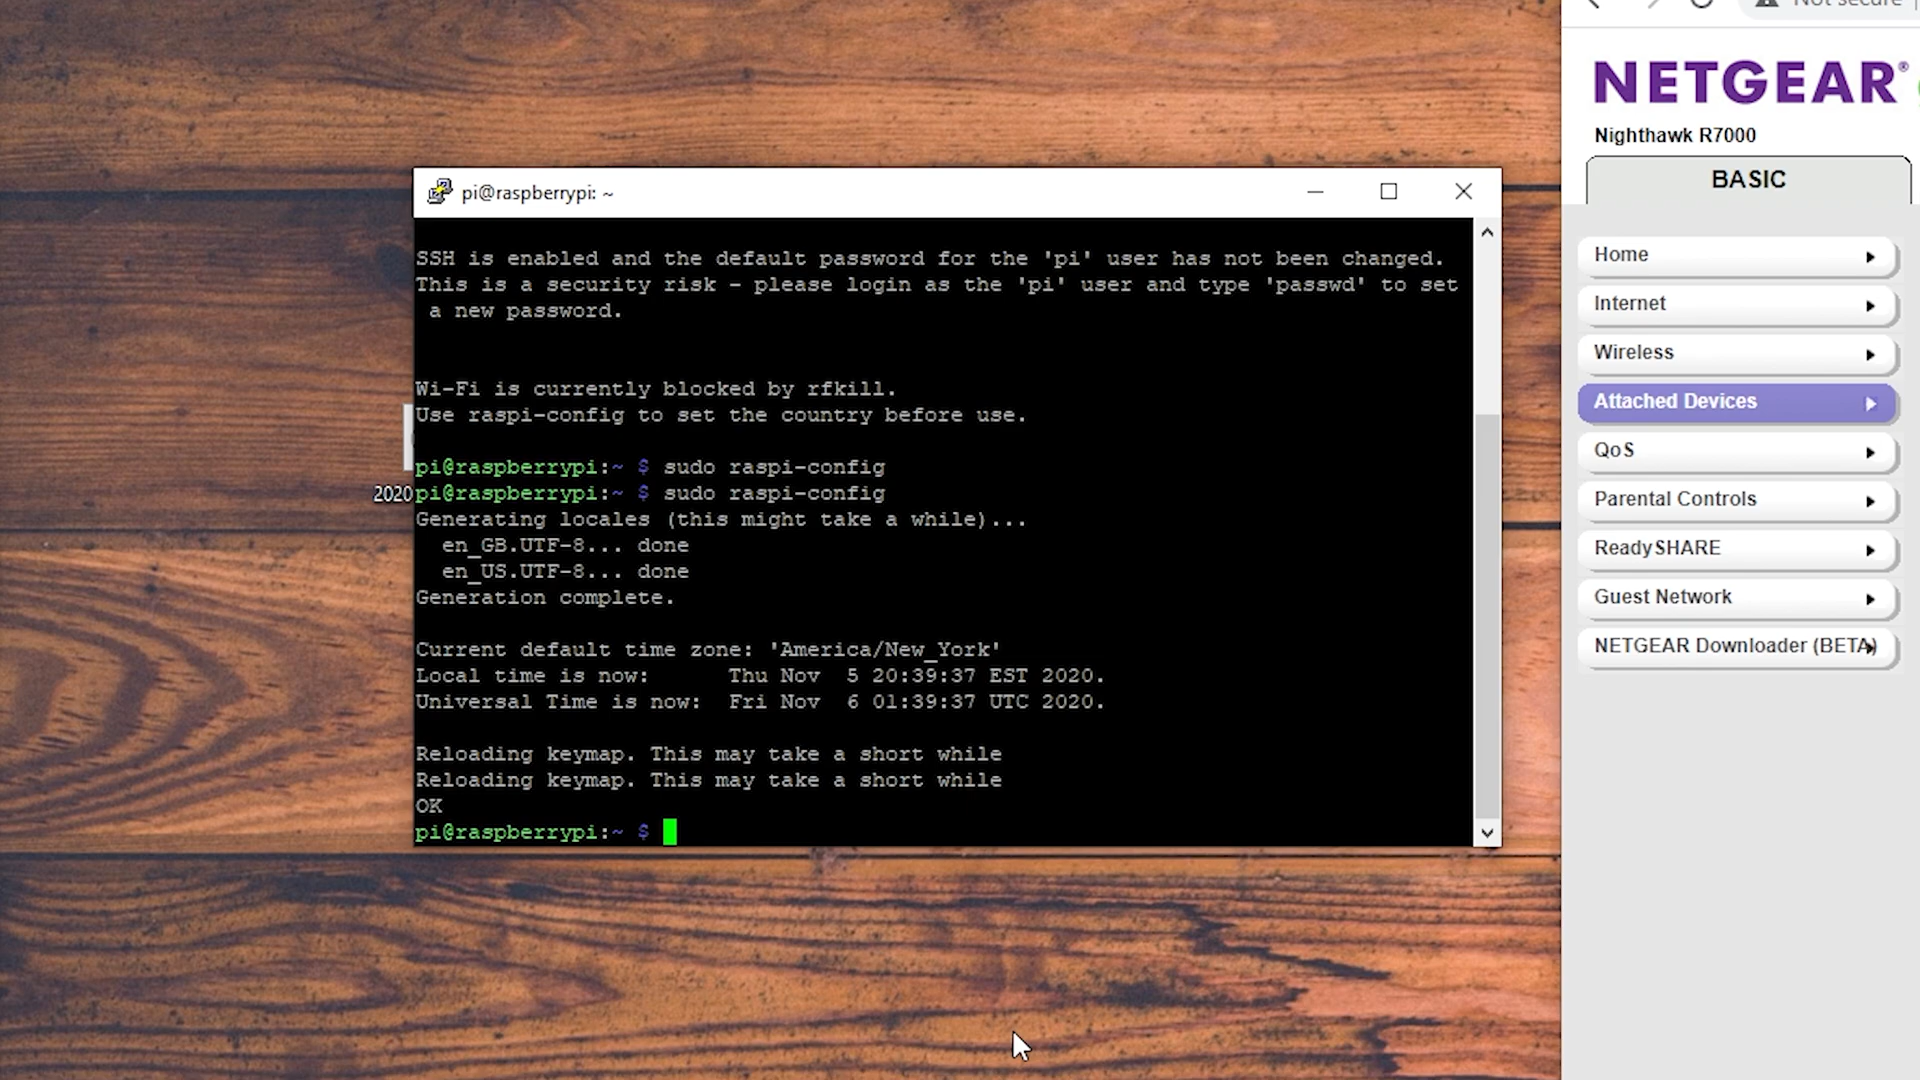 Not secure
NETGEAR®
Nighthawk R7000
BASIC
Home
Internet
Wireless
Attached Devices
QoS
Parental Controls
ReadySHARE
Guest Network
NETGEAR Downloader (BETA)
2020
pi@raspberrypi: ~
SSH is enabled and the default password for the 'pi' user has not been changed.
This is a security risk - please login as the 'pi' user and type 'passwd' to set
a new password.
Wi-Fi is currently blocked by rfkill.
Use raspi-config to set the country before use.
pi@raspberrypi:~ $ sudo raspi-config
pi@raspberrypi:~ $ sudo raspi-config
Generating locales (this might take a while)...
en_GB.UTF-8... done
en_US.UTF-8... done
Generation complete.
Current default time zone: 'America/New_York'
Local time is now:      Thu Nov  5 20:39:37 EST 2020.
Universal Time is now:  Fri Nov  6 01:39:37 UTC 2020.
Reloading keymap. This may take a short while
Reloading keymap. This may take a short while
OK
pi@raspberrypi:~ $